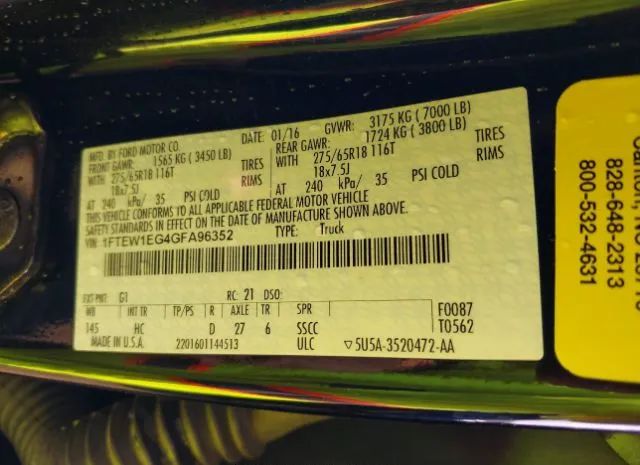 MFD. BY FORD MOTOR CO.
DATE: 01/16 GVWR: 3175 KG ( 7000 LB)
FRONT GAWR: 1565 KG ( 3450 LB)
REAR GAWR: 1724 KG ( 3800 LB)
WITH 275/65R18 116T TIRES
WITH 275/65R18 116T TIRES
18x7.5J RIMS
18x7.5J RIMS
AT 240 kPa/ 35 PSI COLD
AT 240 kPa/ 35 PSI COLD
THIS VEHICLE CONFORMS TO ALL APPLICABLE FEDERAL MOTOR VEHICLE
SAFETY STANDARDS IN EFFECT ON THE DATE OF MANUFACTURE SHOWN ABOVE.
VIN: 1FTEW1EG4GFA96352
TYPE: Truck
EXT PNT: G1 RC: 21 DSO:
WB INT TR TP/PS R AXLE TR SPR
F0087
145 HC D 27 6 SSCC
T0562
MADE IN U.S.A. 2201601144513 ULC 5U5A-3520472-AA
828-648-2313
800-532-4631